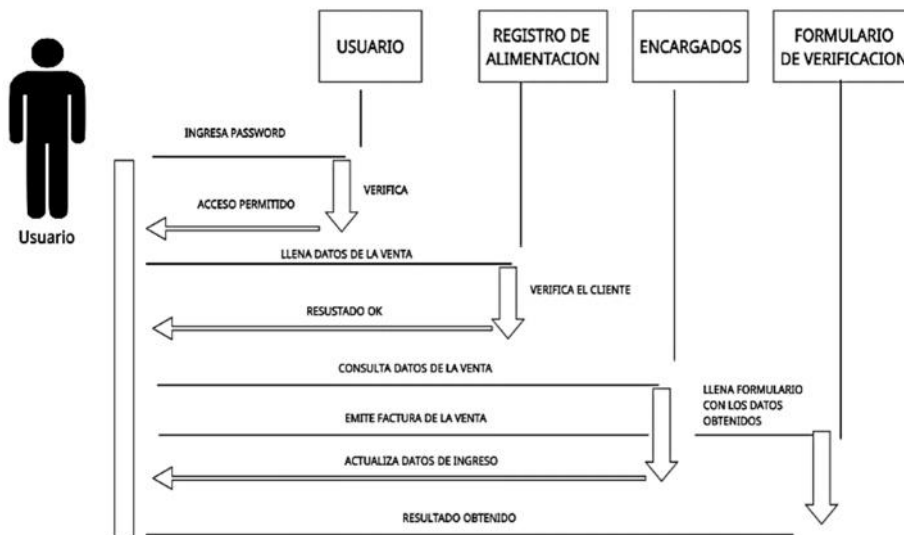 USUARIO
REGISTRO DE
ALIMENTACION
ENCARGADOS
FORMULARIO
DE VERIFICACION
Usuario
INGRESA PASSWORD
VERIFICA
ACCESO PERMITIDO
LLENA DATOS DE LA VENTA
VERIFICA EL CLIENTE
RESUSTADO OK
CONSULTA DATOS DE LA VENTA
LLENA FORMULARIO
CON LOS DATOS
OBTENIDOS
EMITE FACTURA DE LA VENTA
ACTUALIZA DATOS DE INGRESO
RESULTADO OBTENIDO